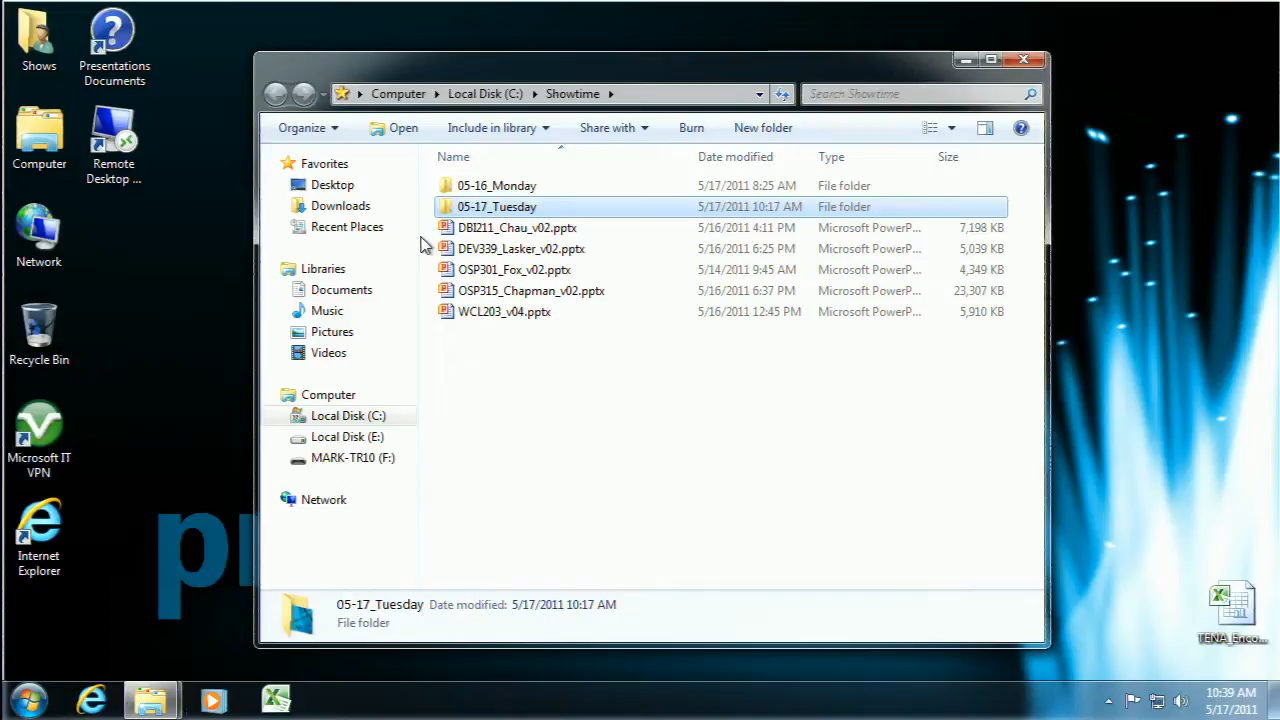 Shows
Presentations
Documents
Computer
Remote
Desktop ...
Network
Recycle Bin
Microsoft IT
VPN
Internet
Explorer
Computer
Local Disk (C:)
Showtime
Search Showtime
Organize
Open
Include in library
Share with
Burn
New folder
Name
Date modified
Type
Size
Favorites
Desktop
Downloads
Recent Places
Libraries
Documents
Music
Pictures
Videos
Computer
Local Disk (C:)
Local Disk (E:)
MARK-TR10 (F:)
Network
05-16_Monday 5/17/2011 8:25 AM File folder
05-17_Tuesday 5/17/2011 10:17 AM File folder
DBI211_Chau_v02.pptx 5/16/2011 4:11 PM Microsoft PowerP... 7,198 KB
DEV339_Lasker_v02.pptx 5/16/2011 6:25 PM Microsoft PowerP... 5,039 KB
OSP301_Fox_v02.pptx 5/14/2011 9:45 AM Microsoft PowerP... 4,349 KB
OSP315_Chapman_v02.pptx 5/16/2011 6:37 PM Microsoft PowerP... 23,307 KB
WCL203_v04.pptx 5/16/2011 12:45 PM Microsoft PowerP... 5,910 KB
05-17_Tuesday Date modified: 5/17/2011 10:17 AM
File folder
TENA_Enco...
10:39 AM
5/17/2011